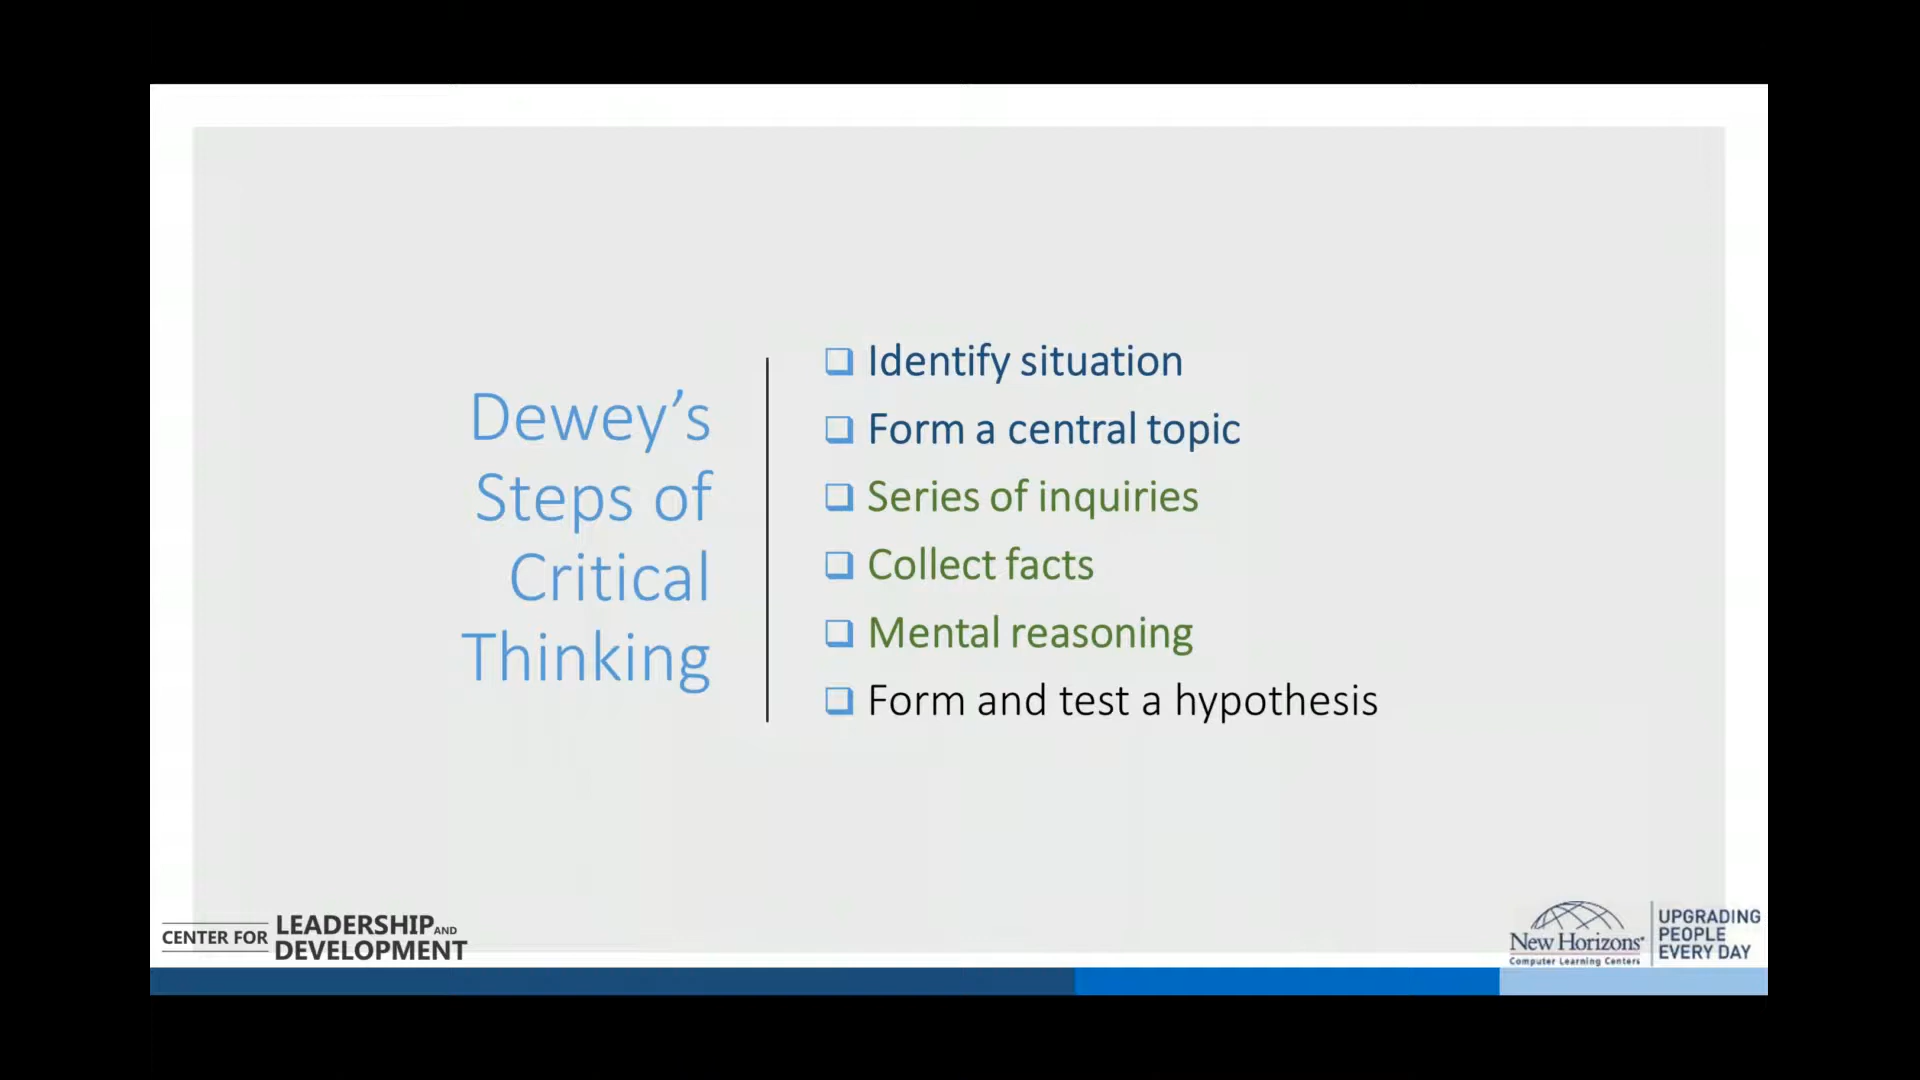 Dewey’s
Steps of
Critical
Thinking
Identify situation
Form a central topic
Series of inquiries
Collect facts
Mental reasoning
Form and test a hypothesis
CENTER FOR LEADERSHIP AND DEVELOPMENT
New Horizons®
Computer Learning Centers
UPGRADING
PEOPLE
EVERY DAY